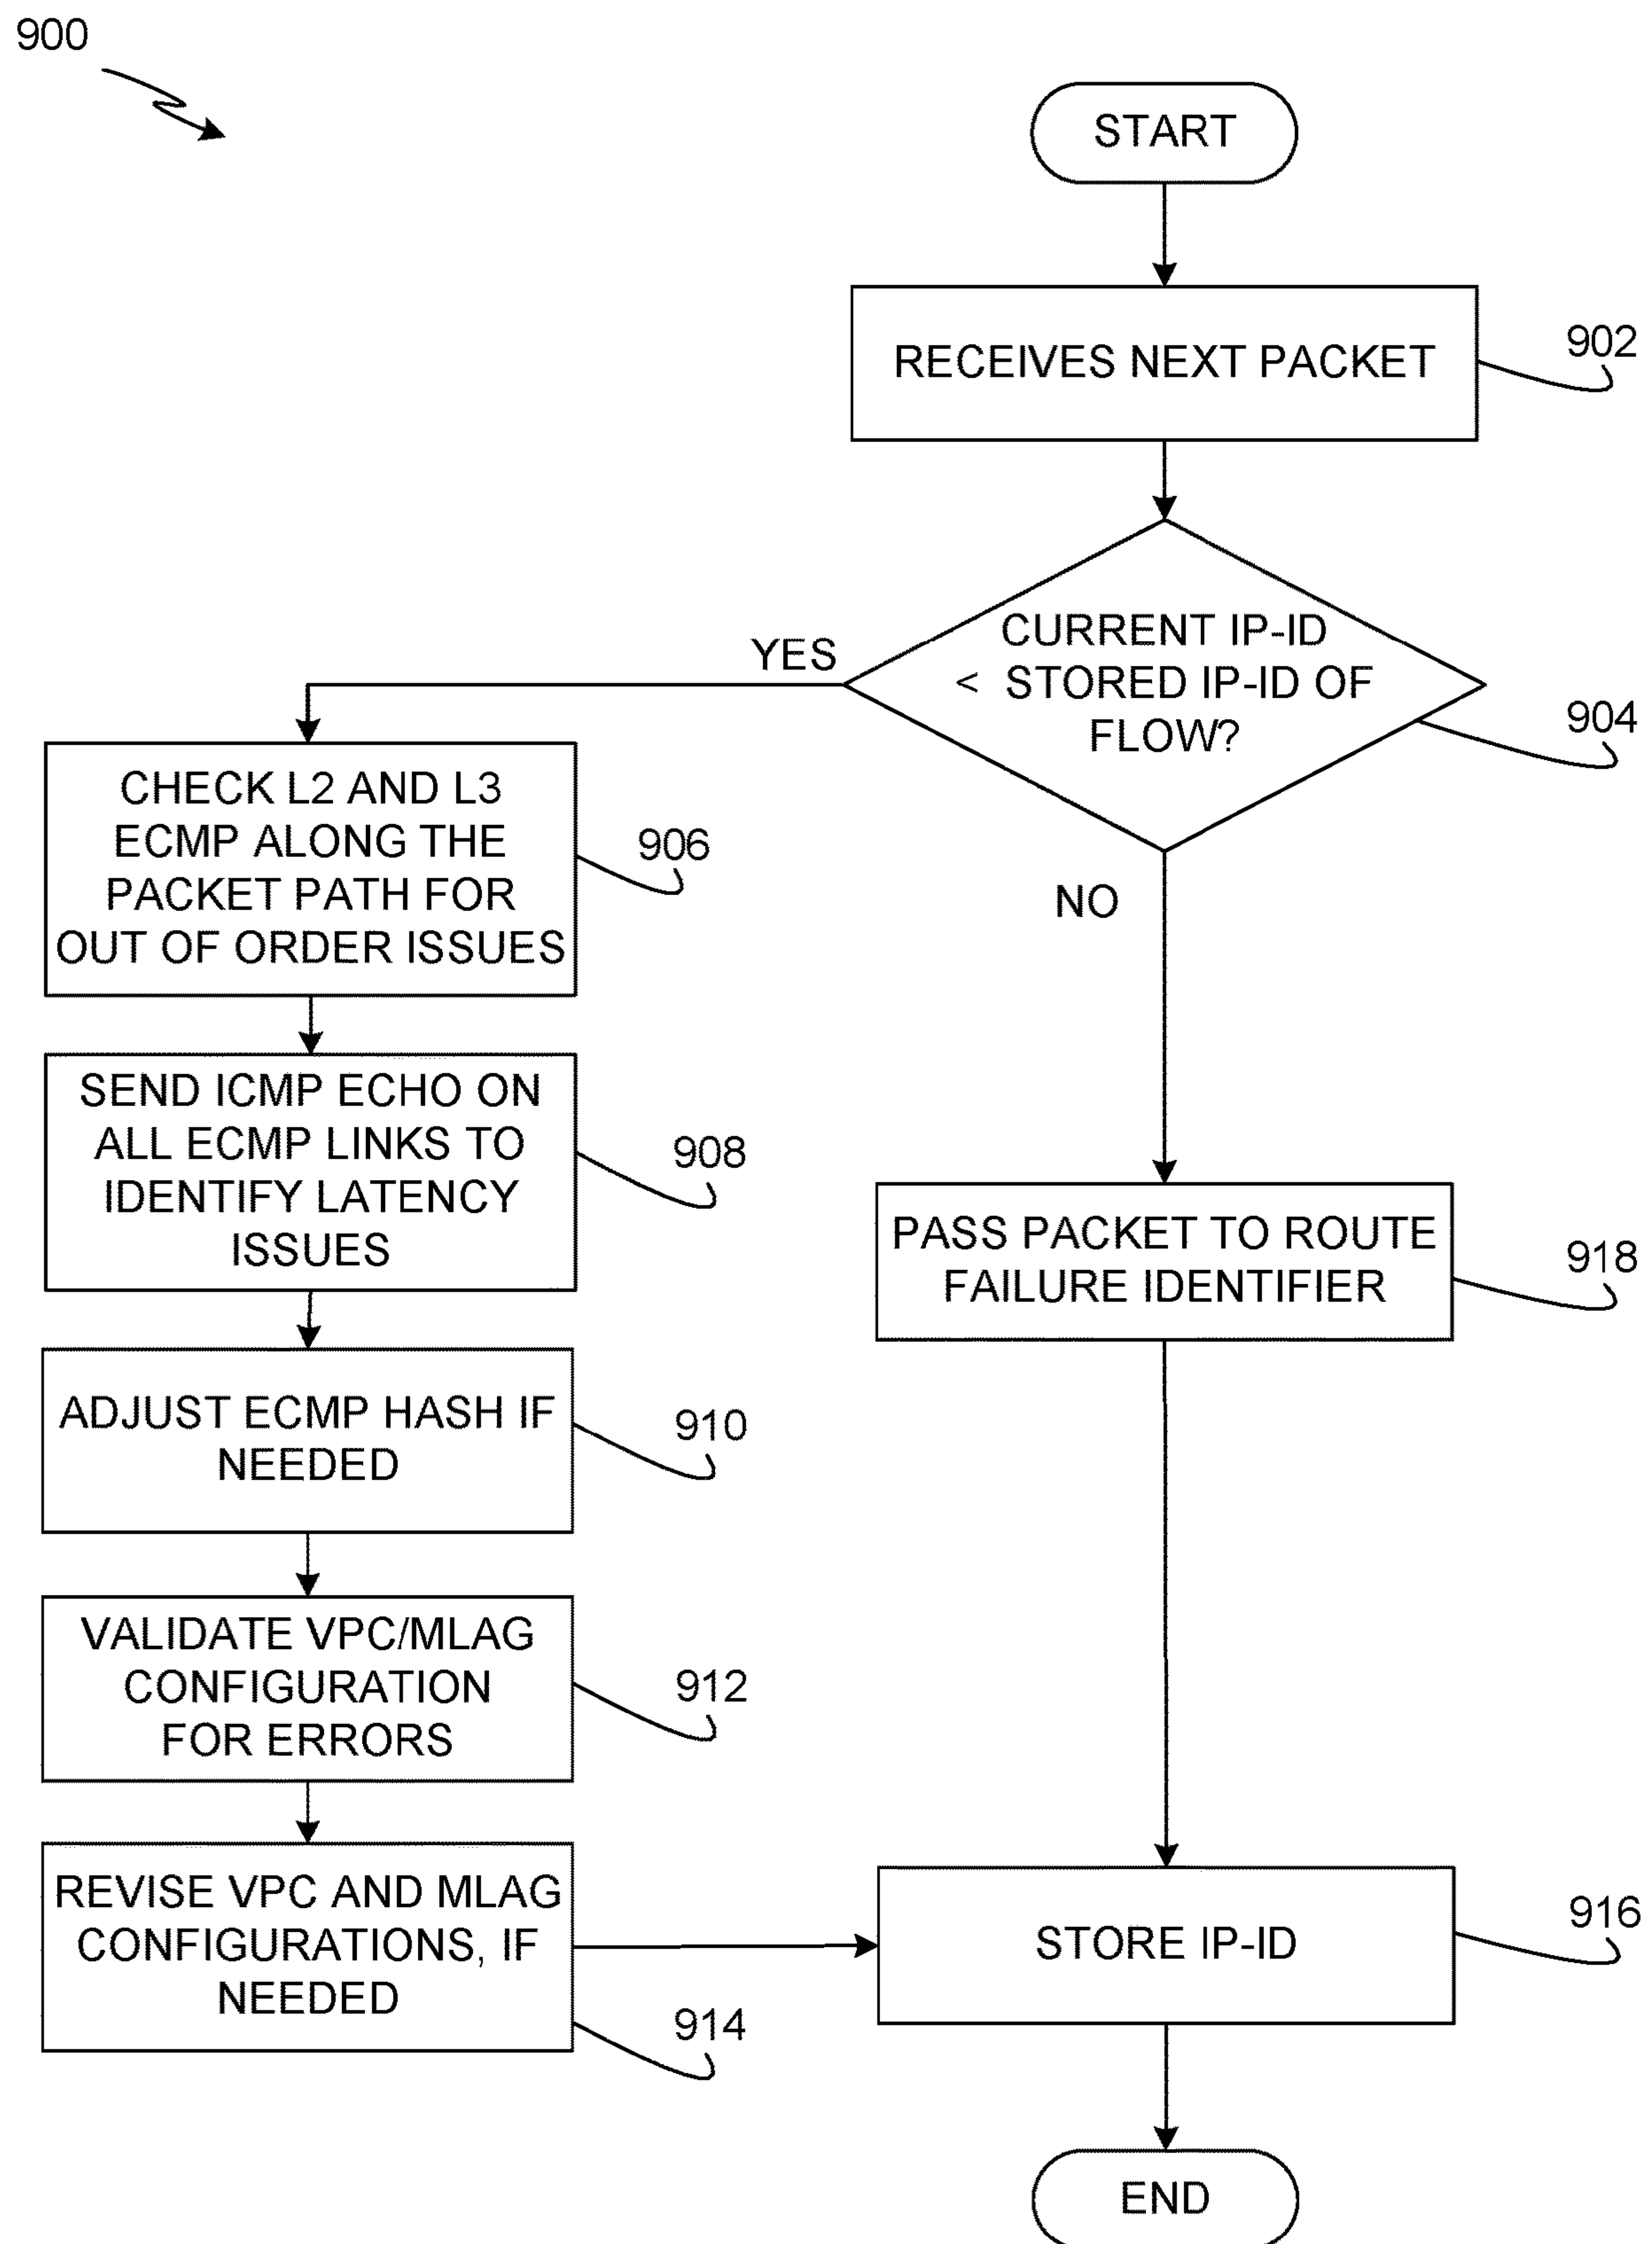 900
START
RECEIVES NEXT PACKET
902
CURRENT IP-ID
< STORED IP-ID OF
FLOW?
904
YES
NO
CHECK L2 AND L3
ECMP ALONG THE
PACKET PATH FOR
OUT OF ORDER ISSUES
906
SEND ICMP ECHO ON
ALL ECMP LINKS TO
IDENTIFY LATENCY
ISSUES
908
PASS PACKET TO ROUTE
FAILURE IDENTIFIER
918
ADJUST ECMP HASH IF
NEEDED
910
VALIDATE VPC/MLAG
CONFIGURATION
FOR ERRORS
912
REVISE VPC AND MLAG
CONFIGURATIONS, IF
NEEDED
914
STORE IP-ID
916
END